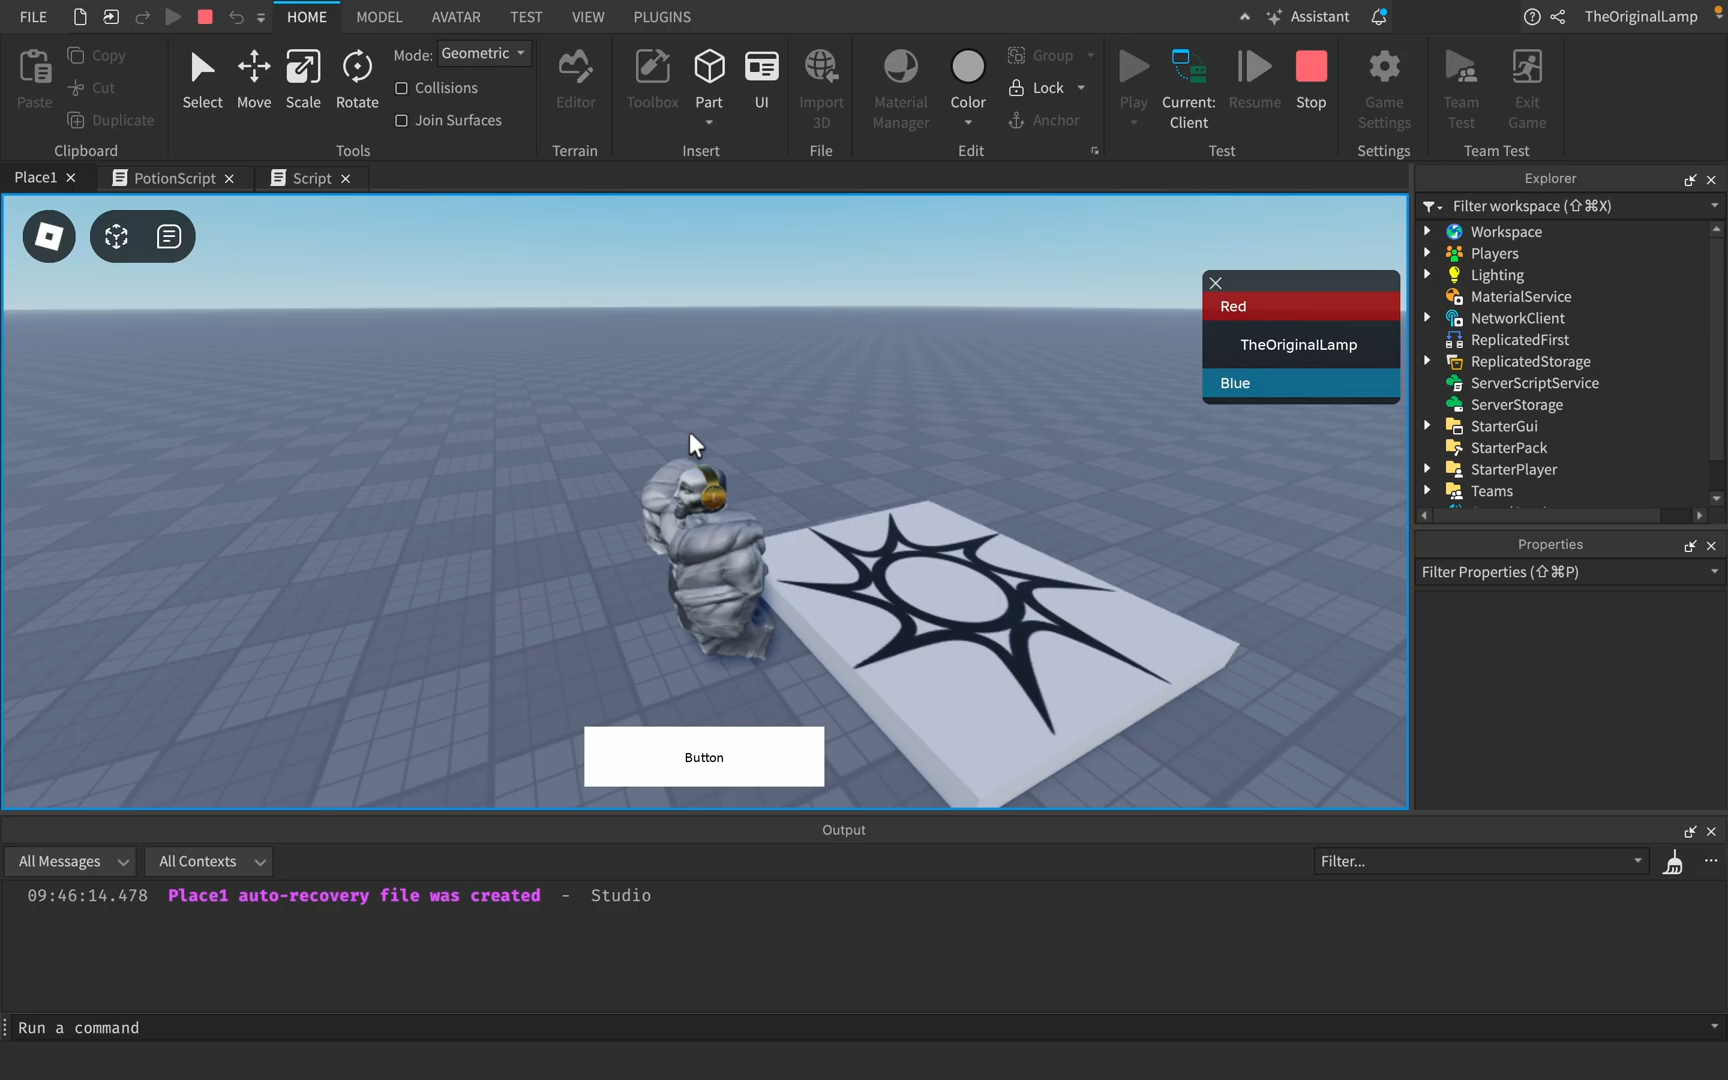 FILE HOME MODEL AVATAR TEST VIEW PLUGINS Assistant TheOriginalLamp
Paste Copy Cut Duplicate
Clipboard
Select Move Scale Rotate
Mode: Geometric
Collisions
Join Surfaces
Tools
Editor
Terrain
Toolbox Part UI
Insert
Import 3D
File
Material Manager Color
Group
Lock
Anchor
Edit
Play Current: Client Resume Stop
Test
Game Settings
Settings
Team Test Exit Game
Team Test
Place1 PotionScript Script
Red
TheOriginalLamp
Blue
Button
Explorer
Filter workspace (⇧⌘X)
Workspace
Players
Lighting
MaterialService
NetworkClient
ReplicatedFirst
ReplicatedStorage
ServerScriptService
ServerStorage
StarterGui
StarterPack
StarterPlayer
Teams
Properties
Filter Properties (⇧⌘P)
Output
All Messages All Contexts Filter...
09:46:14.478 Place1 auto-recovery file was created - Studio
Run a command